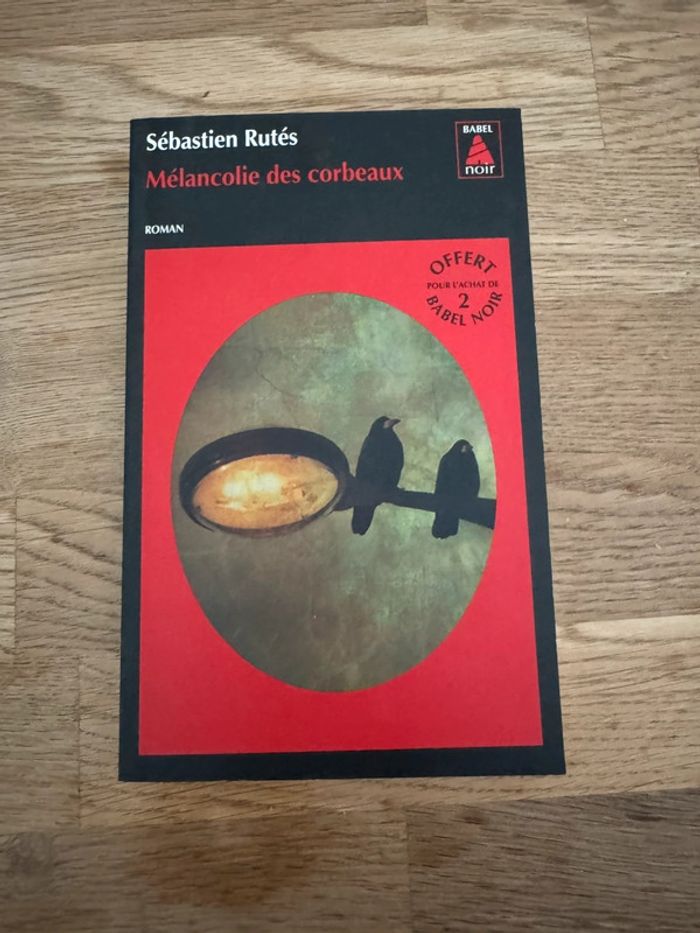 Sébastien Rutés
Mélancolie des corbeaux
ROMAN
BABEL
noir
OFFERT
POUR L'ACHAT DE
2
BABEL NOIR